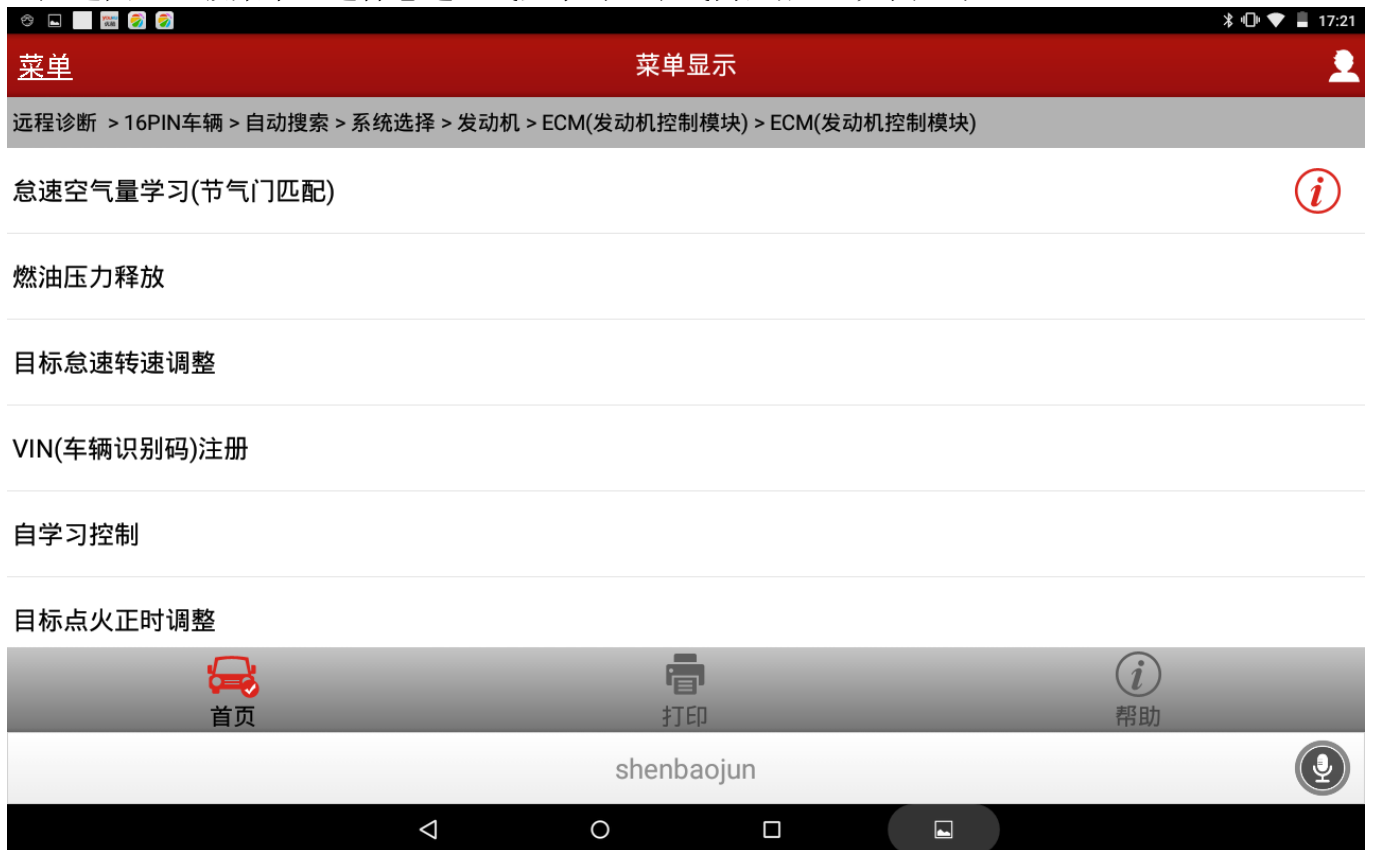 17:21
菜单
菜单显示
远程诊断 > 16PIN车辆 > 自动搜索 > 系统选择 > 发动机 > ECM(发动机控制模块) > ECM(发动机控制模块)
怠速空气量学习(节气门匹配)
燃油压力释放
目标怠速转速调整
VIN(车辆识别码)注册
自学习控制
目标点火正时调整
首页
打印
帮助
shenbaojun